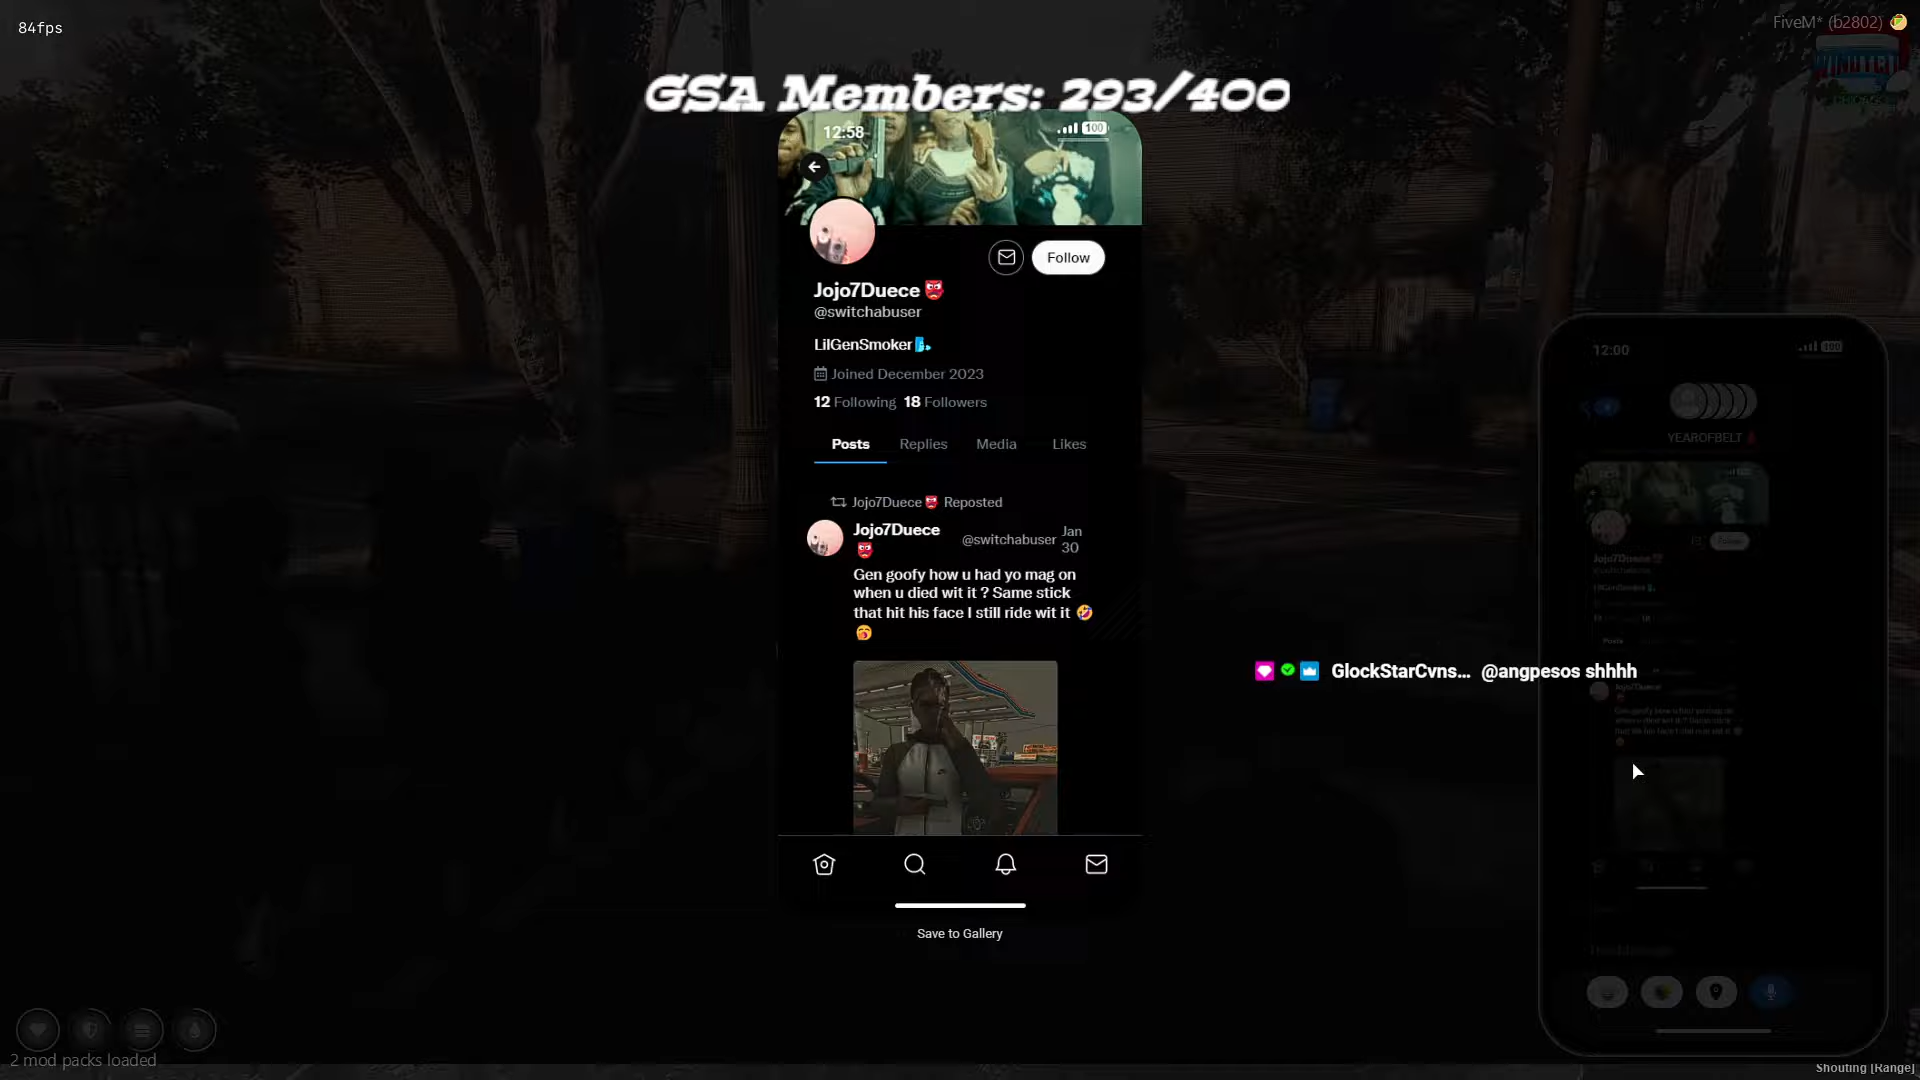 84fps
FiveM* (b2802)
GSA Members: 293/400
12:58
100
Follow
Jojo7Duece
@switchabuser
LilGenSmoker
Joined December 2023
12 Following 18 Followers
Posts Replies Media Likes
Jojo7Duece Reposted
Jojo7Duece
@switchabuser Jan 30
Gen goofy how u had yo mag on
when u died wit it ? Same stick
that hit his face I still ride wit it
Save to Gallery
GlockStarCvns... @angpesos shhhh
12:00
100
YEAROFBELT
Jojo7Duece
Posts
2 mod packs loaded
Shouting [Range]